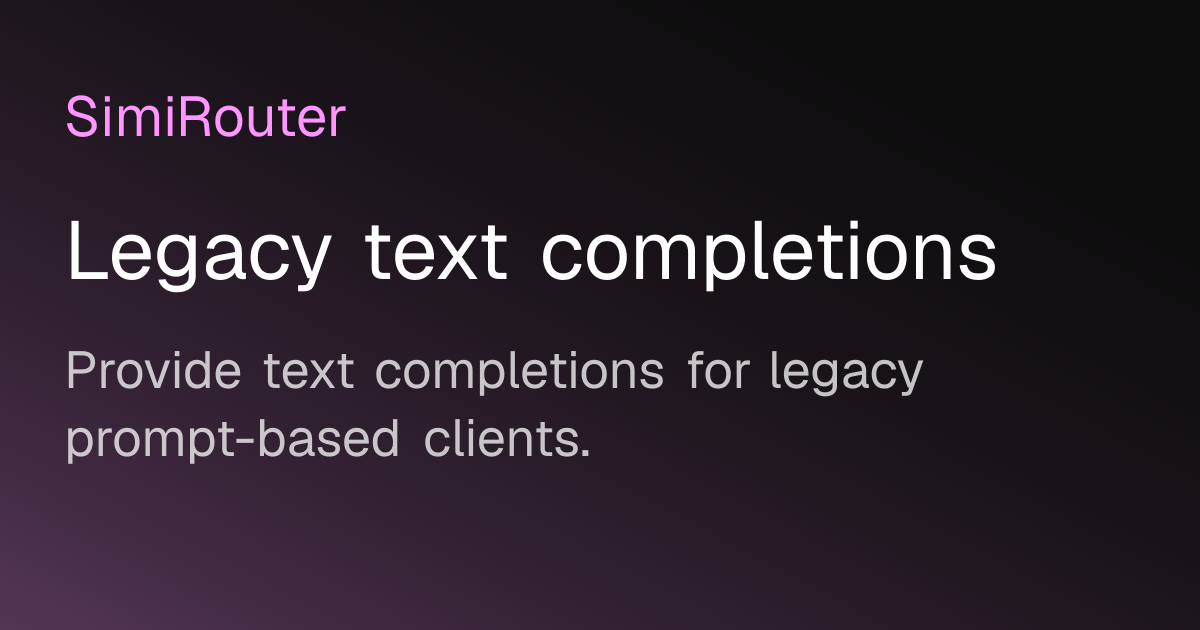 SimiRouter
Legacy text completions
Provide text completions for legacy
prompt-based clients.